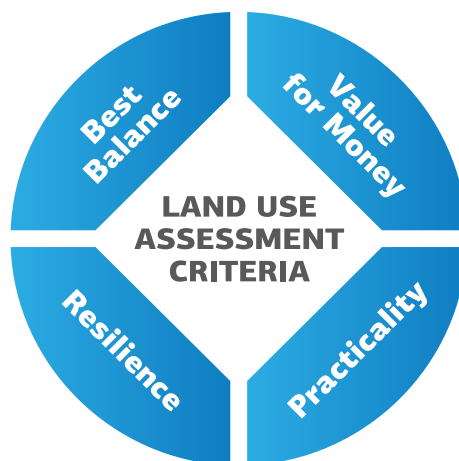 Best
Balance
Value
for Money
LAND USE
ASSESSMENT
CRITERIA
Resilience
Practicality